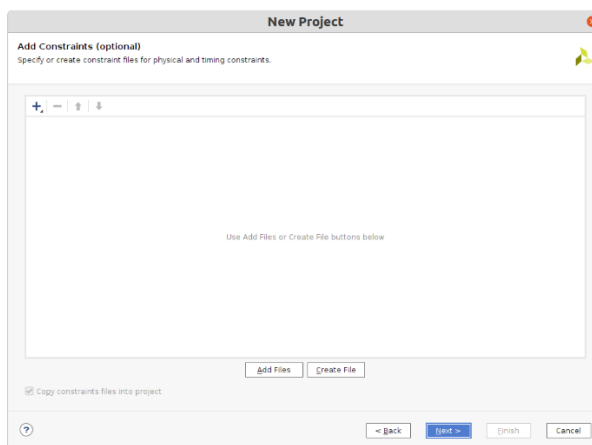 New Project
Add Constraints (optional)
Specify or create constraint files for physical and timing constraints.
Use Add Files or Create File buttons below
Add Files Create File
Copy constraints files into project
? < Back Next > Finish Cancel